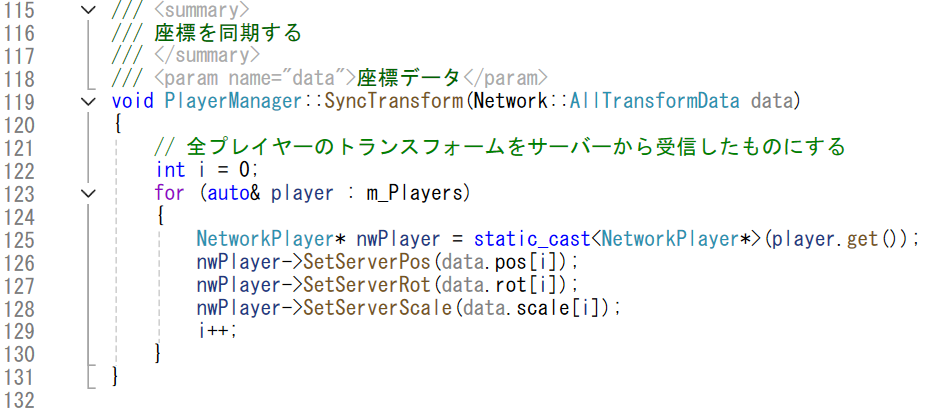 115 /// <summary>
116 /// 座標を同期する
117 /// </summary>
118 /// <param name="data">座標データ</param>
119 void PlayerManager::SyncTransform(Network::AllTransformData data)
120 {
121 // 全プレイヤーのトランスフォームをサーバーから受信したものにする
122 int i = 0;
123 for (auto& player : m_Players)
124 {
125 NetworkPlayer* nwPlayer = static_cast<NetworkPlayer*>(player.get());
126 nwPlayer->SetServerPos(data.pos[i]);
127 nwPlayer->SetServerRot(data.rot[i]);
128 nwPlayer->SetServerScale(data.scale[i]);
129 i++;
130 }
131 }
132